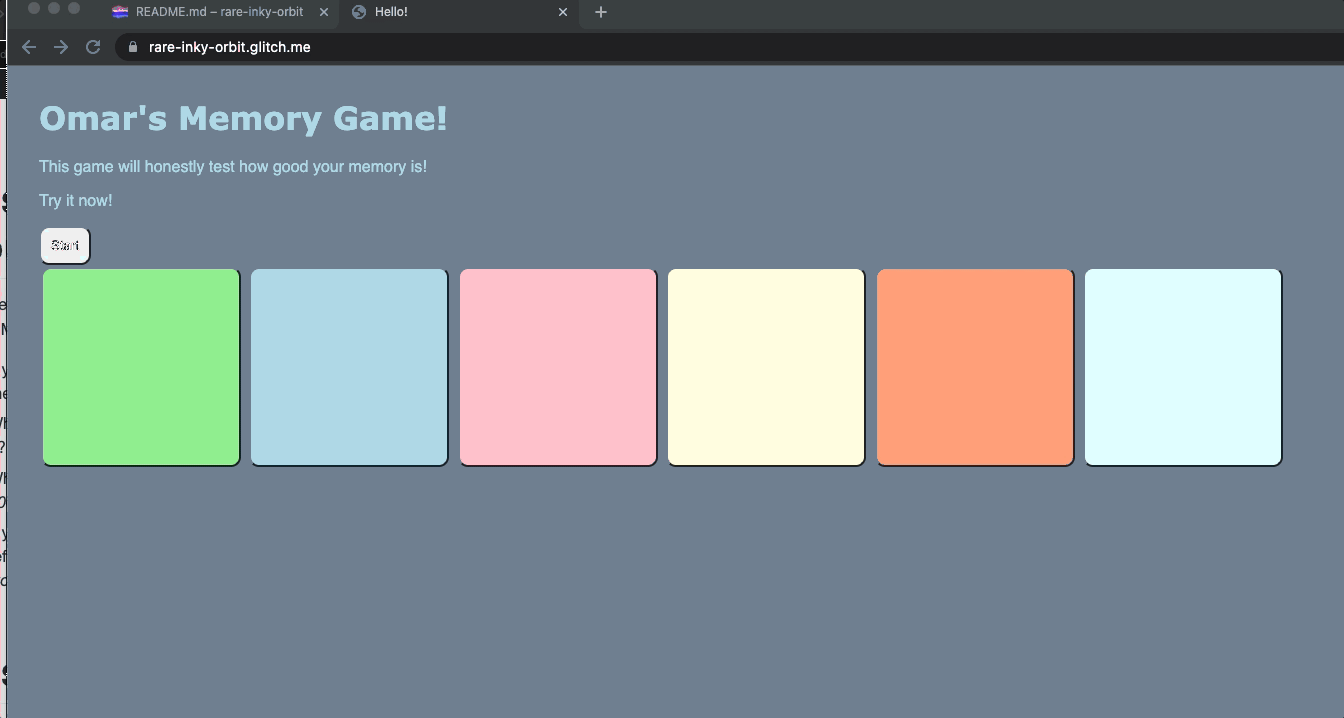 README.md – rare-inky-orbit
Hello!
rare-inky-orbit.glitch.me
Omar's Memory Game!
This game will honestly test how good your memory is!
Try it now!
Start